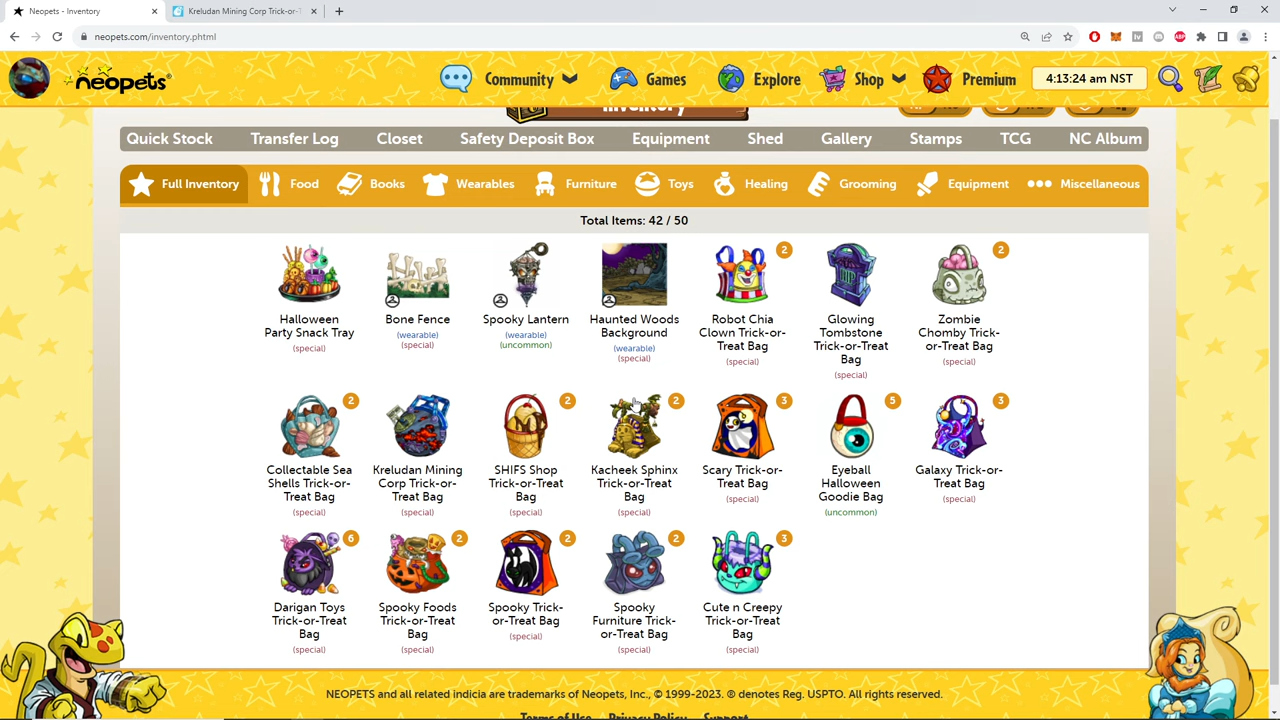 Neopets - Inventory
Kreludan Mining Corp Trick-or-T
neopets.com/inventory.phtml
neopets
Community
Games
Explore
Shop
Premium
4:13:24 am NST
Inventory
Quick Stock
Transfer Log
Closet
Safety Deposit Box
Equipment
Shed
Gallery
Stamps
TCG
NC Album
Full Inventory
Food
Books
Wearables
Furniture
Toys
Healing
Grooming
Equipment
Miscellaneous
Total Items: 42 / 50
Halloween
Party Snack Tray
(special)
Bone Fence
(wearable)
(special)
Spooky Lantern
(wearable)
(uncommon)
Haunted Woods
Background
(wearable)
(special)
2
Robot Chia
Clown Trick-or-
Treat Bag
(special)
Glowing
Tombstone
Trick-or-Treat
Bag
(special)
2
Zombie
Chomby Trick-
or-Treat Bag
(special)
2
Collectable Sea
Shells Trick-or-
Treat Bag
(special)
Kreludan Mining
Corp Trick-or-
Treat Bag
(special)
2
SHIFS Shop
Trick-or-Treat
Bag
(special)
2
Kacheek Sphinx
Trick-or-Treat
Bag
(special)
3
Scary Trick-or-
Treat Bag
(special)
5
Eyeball
Halloween
Goodie Bag
(uncommon)
3
Galaxy Trick-or-
Treat Bag
(special)
6
Darigan Toys
Trick-or-Treat
Bag
(special)
2
Spooky Foods
Trick-or-Treat
Bag
(special)
2
Spooky Trick-
or-Treat Bag
(special)
2
Spooky
Furniture Trick-
or-Treat Bag
(special)
3
Cute n Creepy
Trick-or-Treat
Bag
(special)
NEOPETS and all related indicia are trademarks of Neopets, Inc., © 1999-2023. ® denotes Reg. USPTO. All rights reserved.
Terms of Use
Privacy Policy
Support